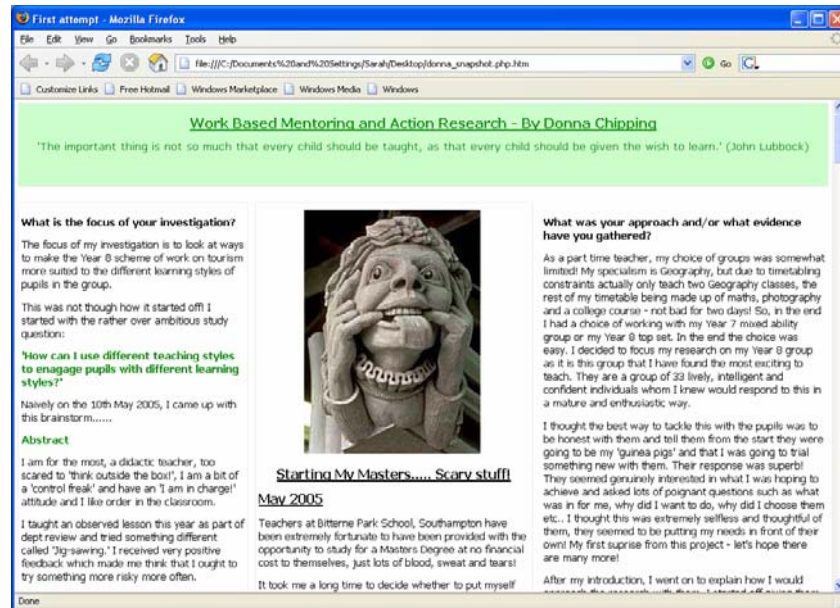 First attempt - Mozilla Firefox
File Edit View Go Bookmarks Tools Help
file:///C:/Documents%20and%20Settings/Sarah/Desktop/donna_snapshot.php.htm
Go
Customize Links Free Hotmail Windows Marketplace Windows Media Windows
Work Based Mentoring and Action Research - By Donna Chipping
'The important thing is not so much that every child should be taught, as that every child should be given the wish to learn.' (John Lubbock)
What is the focus of your investigation?
The focus of my investigation is to look at ways
to make the Year 8 scheme of work on tourism
more suited to the different learning styles of
pupils in the group.
This was not though how it started off! I
started with the rather over ambitious study
question:
'How can I use different teaching styles
to enagage pupils with different learning
styles?'
Naively on the 10th May 2005, I came up with
this brainstorm......
Abstract
I am for the most, a didactic teacher, too
scared to 'think outside the box!', I am a bit of
a 'control freak' and have an 'I am in charge!'
attitude and I like order in the classroom.
I taught an observed lesson this year as part of
dept review and tried something different
called 'Jig-sawing.' I received very positive
feedback which made me think that I ought to
try something more risky more often.
Starting My Masters..... Scary stuff!
May 2005
Teachers at Bitterne Park School, Southampton have
been extremely fortunate to have been provided with the
opportunity to study for a Masters Degree at no financial
cost to themselves, just lots of blood, sweat and tears!
It took me a long time to decide whether to put myself
What was your approach and/or what evidence
have you gathered?
As a part time teacher, my choice of groups was somewhat
limited! My specialism is Geography, but due to timetabling
constraints actually only teach two Geography classes, the
rest of my timetable being made up of maths, photography
and a college course - not bad for two days! So, in the end
I had a choice of working with my Year 7 mixed ability
group or my Year 8 top set. In the end the choice was
easy. I decided to focus my research on my Year 8 group
as it is this group that I have found the most exciting to
teach. They are a group of 33 lively, intelligent and
confident individuals whom I knew would respond to this in
a mature and enthusiastic way.
I thought the best way to tackle this with the pupils was to
be honest with them and tell them from the start they were
going to be my 'guinea pigs' and that I was going to trial
something new with them. Their response was superb!
They seemed genuinely interested in what I was hoping to
achieve and asked lots of poignant questions such as what
was in for me, why did I want to do, why did I choose them
etc.. I thought this was extremely selfless and thoughtful of
them, they seemed to be putting my needs in front of their
own! My first suprise from this project - let's hope there
are many more!
After my introduction, I went on to explain how I would
Done